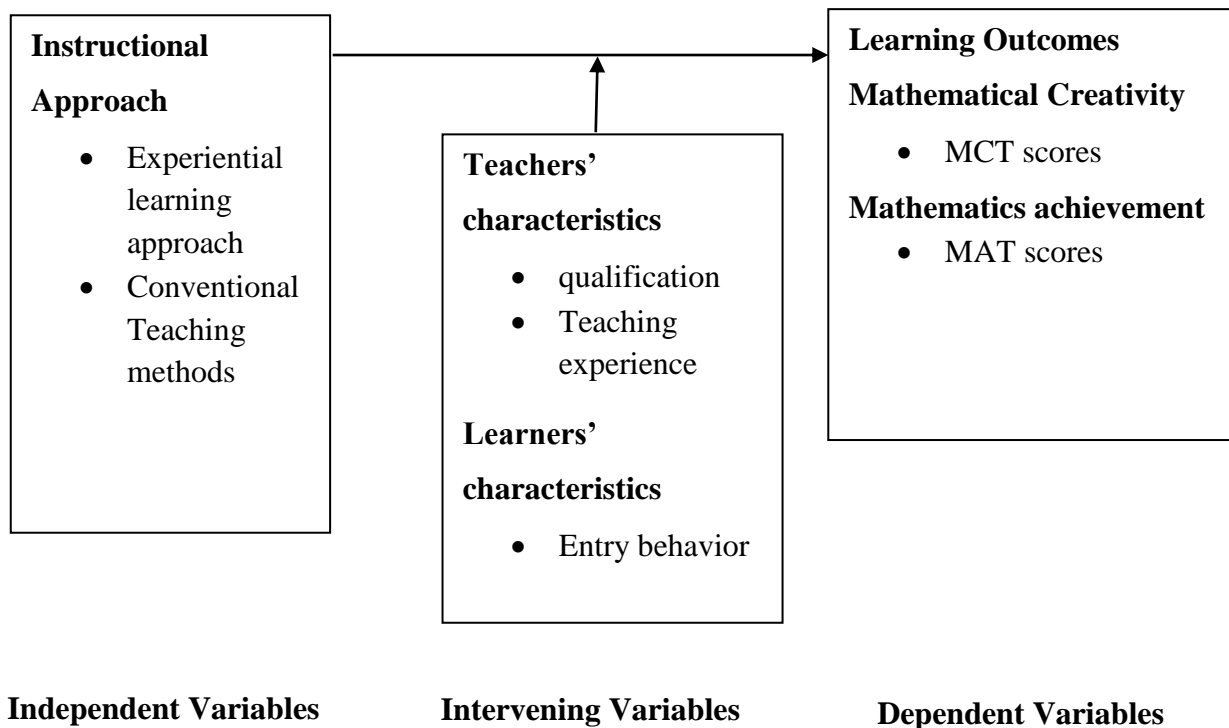 Instructional
Approach
• Experiential
learning
approach
• Conventional
Teaching
methods
Teachers’
characteristics
• qualification
• Teaching
experience
Learners’
characteristics
• Entry behavior
Learning Outcomes
Mathematical Creativity
• MCT scores
Mathematics achievement
• MAT scores
Independent Variables
Intervening Variables
Dependent Variables